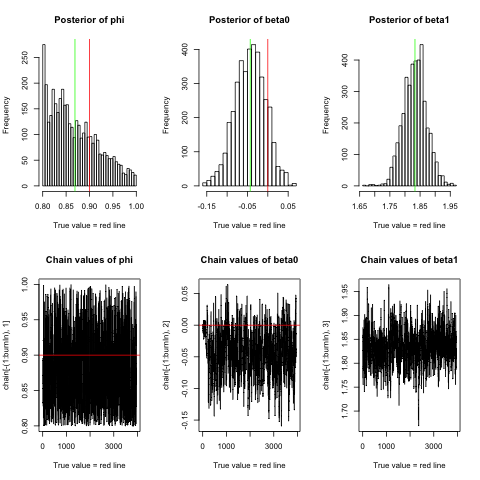 Posterior of phi
Frequency
0 50 100 150 200 250
0.80 0.85 0.90 0.95 1.00
True value = red line
Posterior of beta0
Frequency
0 100 200 300 400
-0.15 -0.05 0.05
True value = red line
Posterior of beta1
Frequency
0 100 200 300 400
1.65 1.75 1.85 1.95
True value = red line
Chain values of phi
chain[-(1:burnIn), 1]
0.80 0.85 0.90 0.95 1.00
0 1000 3000
True value = red line
Chain values of beta0
chain[-(1:burnIn), 2]
-0.15 -0.10 -0.05 0.00 0.05
0 1000 3000
True value = red line
Chain values of beta1
chain[-(1:burnIn), 3]
1.70 1.75 1.80 1.85 1.90 1.95
0 1000 3000
True value = red line